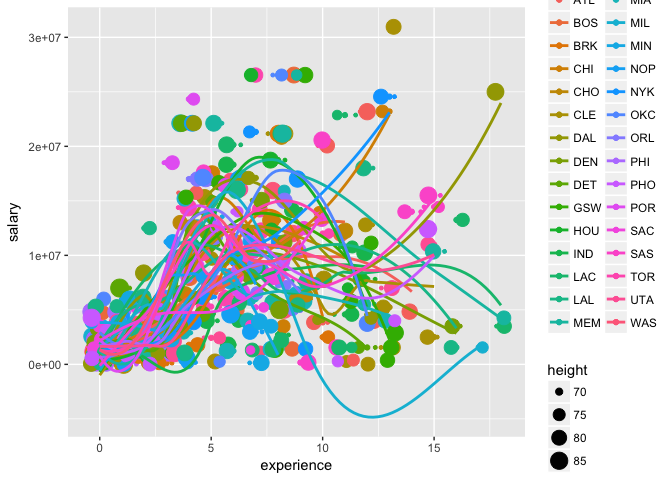 ATL MIA
BOS MIL
BRK MIN
CHI NOP
CHO NYK
CLE OKC
DAL ORL
DEN PHI
DET PHO
GSW POR
HOU SAC
IND SAS
LAC TOR
LAL UTA
MEM WAS
height
70
75
80
85
3e+07
2e+07
1e+07
0e+00
salary
0 5 10 15
experience